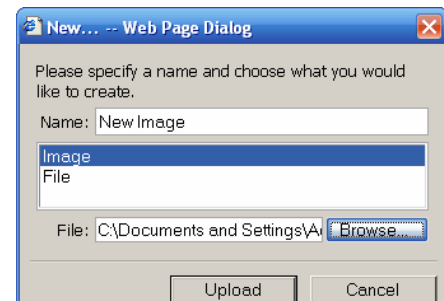 New... -- Web Page Dialog
Please specify a name and choose what you would
like to create.
Name: New Image
Image
File
File: C:\Documents and Settings\ Browse...
Upload Cancel